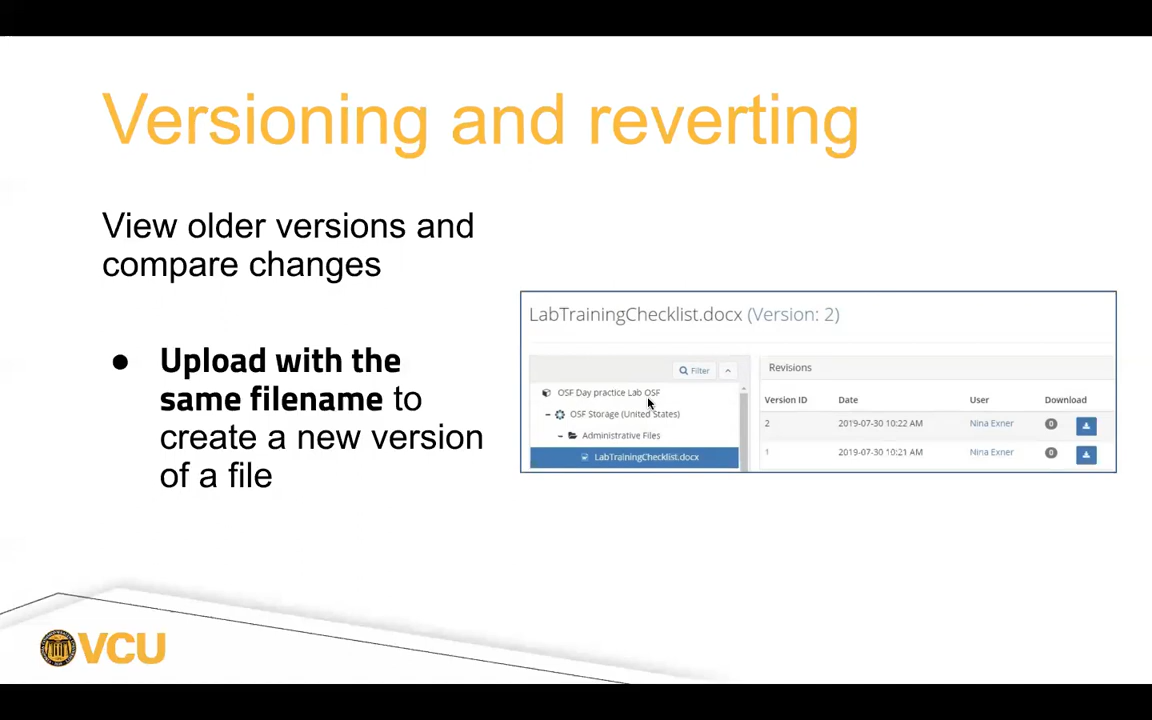 Versioning and reverting
View older versions and
compare changes
● Upload with the
same filename to
create a new version
of a file
LabTrainingChecklist.docx (Version: 2)
Filter
OSF Day practice Lab OSF
OSF Storage (United States)
Administrative Files
LabTrainingChecklist.docx
Revisions
Version ID Date User Download
2 2019-07-30 10:22 AM Nina Exner 0
1 2019-07-30 10:21 AM Nina Exner 0
VCU